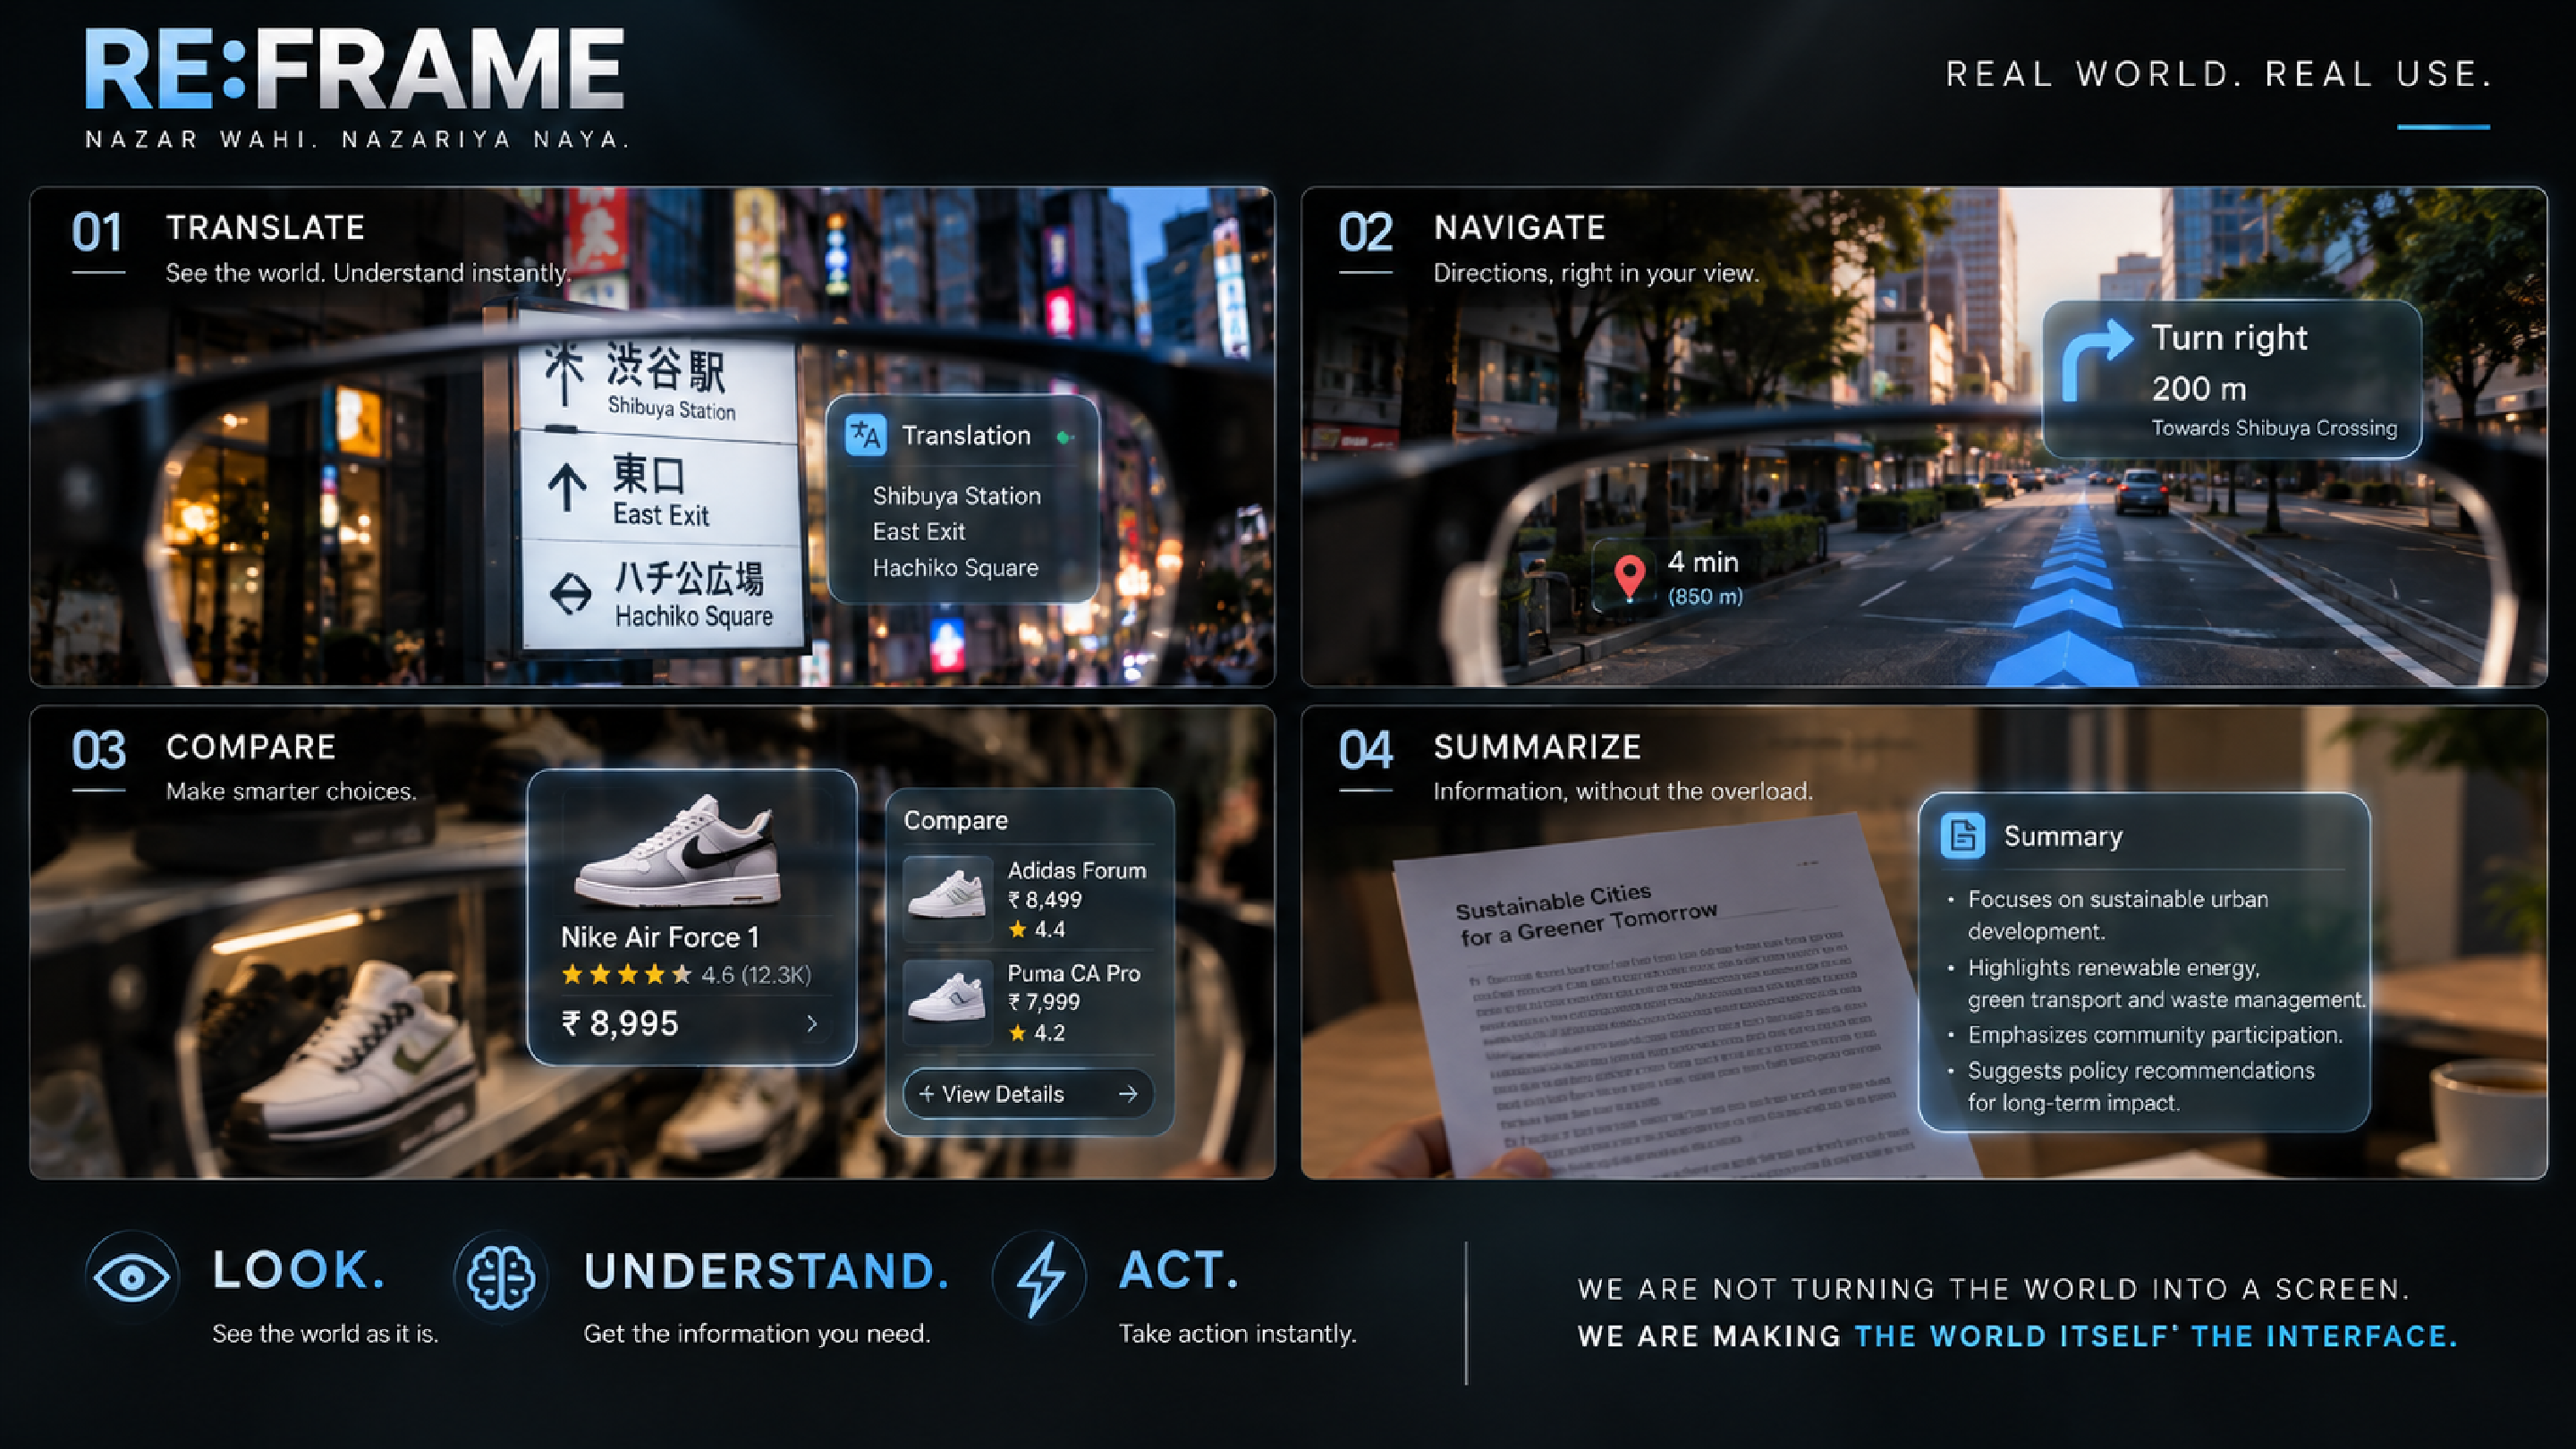 RE:FRAME
NAZAR WAHI. NAZARIYA NAYA.
REAL WORLD. REAL USE.
01
TRANSLATE
See the world. Understand instantly.
渋谷駅
Shibuya Station
東口
East Exit
ハチ公広場
Hachiko Square
Translation
Shibuya Station
East Exit
Hachiko Square
02
NAVIGATE
Directions, right in your view.
Turn right
200 m
Towards Shibuya Crossing
4 min
(850 m)
03
COMPARE
Make smarter choices.
Nike Air Force 1
4.6 (12.3K)
₹ 8,995
Compare
Adidas Forum
₹ 8,499
4.4
Puma CA Pro
₹ 7,999
4.2
+ View Details
04
SUMMARIZE
Information, without the overload.
Sustainable Cities
for a Greener Tomorrow
Summary
• Focuses on sustainable urban
development.
• Highlights renewable energy,
green transport and waste management.
• Emphasizes community participation.
• Suggests policy recommendations
for long-term impact.
LOOK.
See the world as it is.
UNDERSTAND.
Get the information you need.
ACT.
Take action instantly.
WE ARE NOT TURNING THE WORLD INTO A SCREEN.
WE ARE MAKING THE WORLD ITSELF THE INTERFACE.